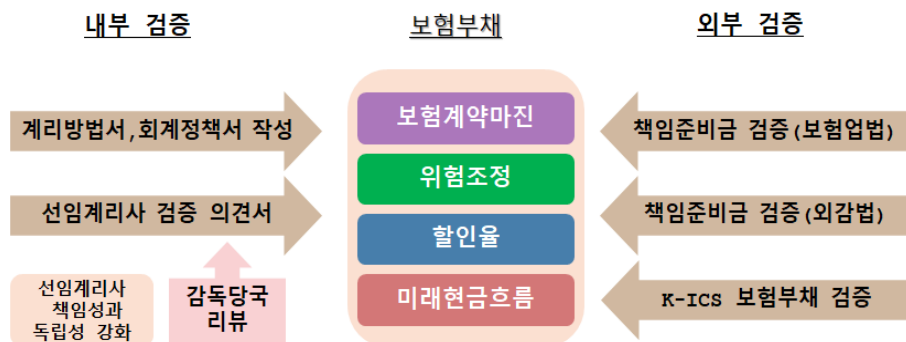 내부 검증
보험부채
외부 검증
계리방법서,회계정책서 작성
선임계리사 검증 의견서
선임계리사
책임성과
독립성 강화
감독당국
리뷰
보험계약마진
위험조정
할인율
미래현금흐름
책임준비금 검증(보험업법)
책임준비금 검증(외감법)
K-ICS 보험부채 검증